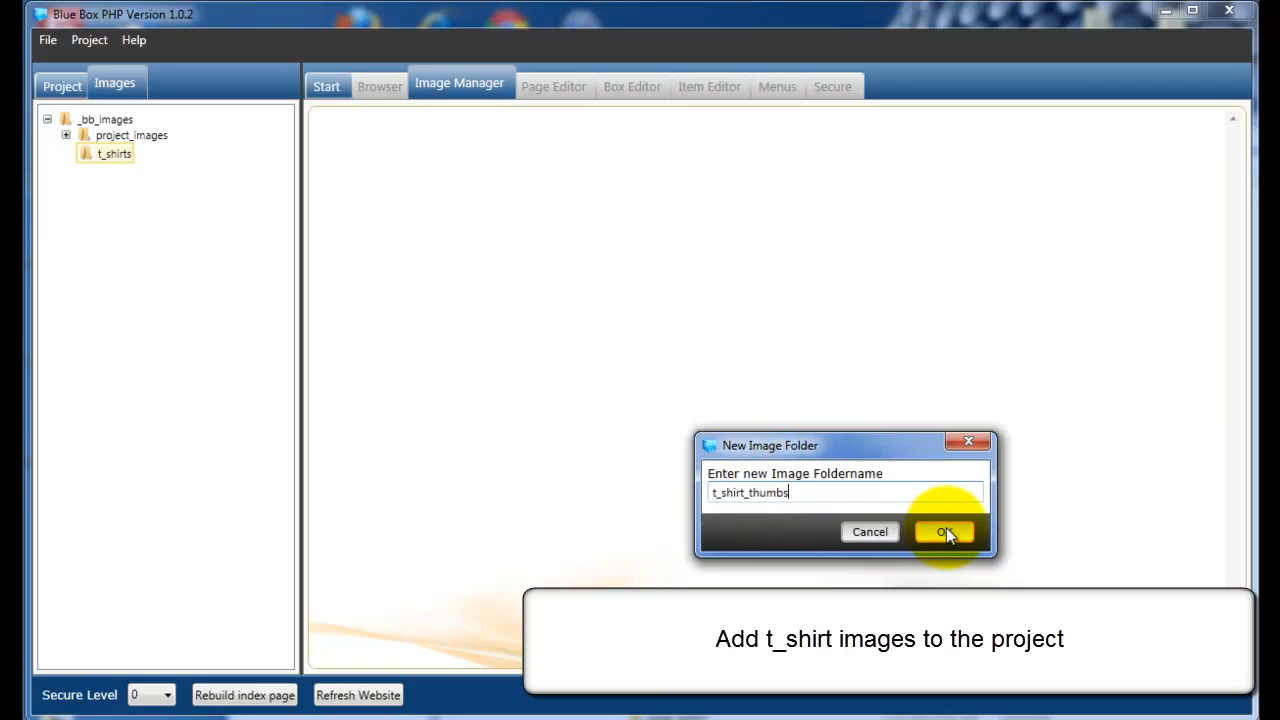 Blue Box PHP Version 1.0.2
File Project Help
Project Images
Start Browser Image Manager Page Editor Box Editor Item Editor Menus Secure
_bb_images
project_images
t_shirts
New Image Folder
Enter new Image Foldername
t_shirt_thumbs
Cancel
Add t_shirt images to the project
Secure Level 0 Rebuild index page Refresh Website